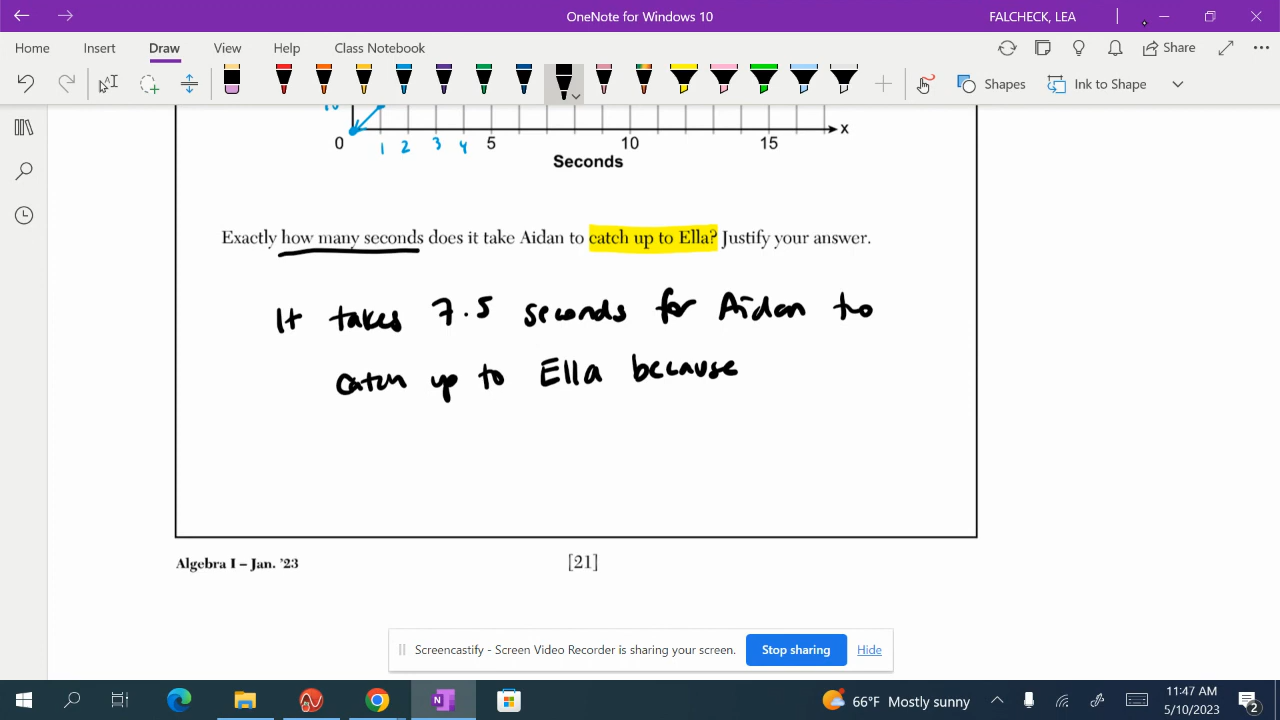 OneNote for Windows 10
FALCHECK, LEA
Home Insert Draw View Help Class Notebook Share
Shapes Ink to Shape
10
x
0 1 2 3 4 5 10 15
Seconds
Exactly how many seconds does it take Aidan to catch up to Ella? Justify your answer.
It takes 7.5 seconds for Aidan to
catch up to Ella because
Algebra I – Jan. '23 [21]
Screencastify - Screen Video Recorder is sharing your screen. Stop sharing Hide
66°F Mostly sunny
11:47 AM
5/10/2023
2